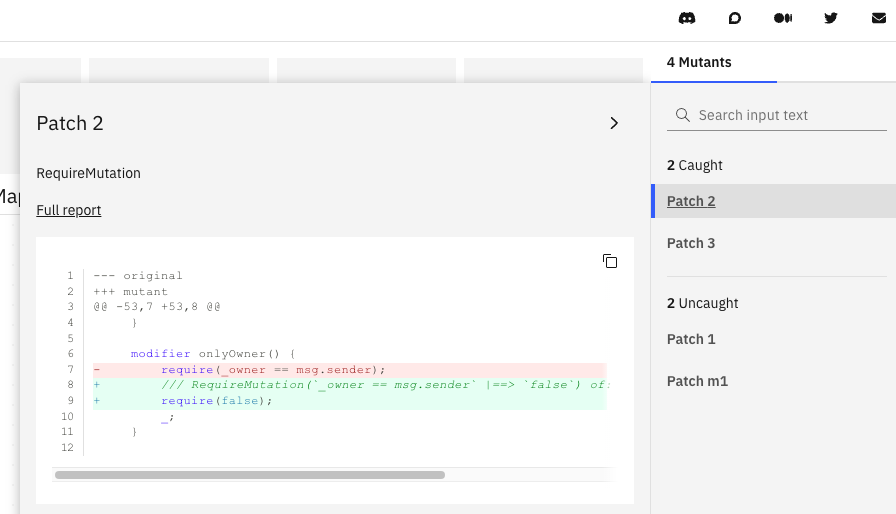 4 Mutants
Patch 2
RequireMutation
Full report
1 --- original
2 +++ mutant
3 @@ -53,7 +53,8 @@
4     }
5
6     modifier onlyOwner() {
7 -        require(_owner == msg.sender);
8 +        /// RequireMutation(`_owner == msg.sender` |==> `false`) of:
9 +        require(false);
10         _;
11     }
12
Search input text
2 Caught
Patch 2
Patch 3
2 Uncaught
Patch 1
Patch m1